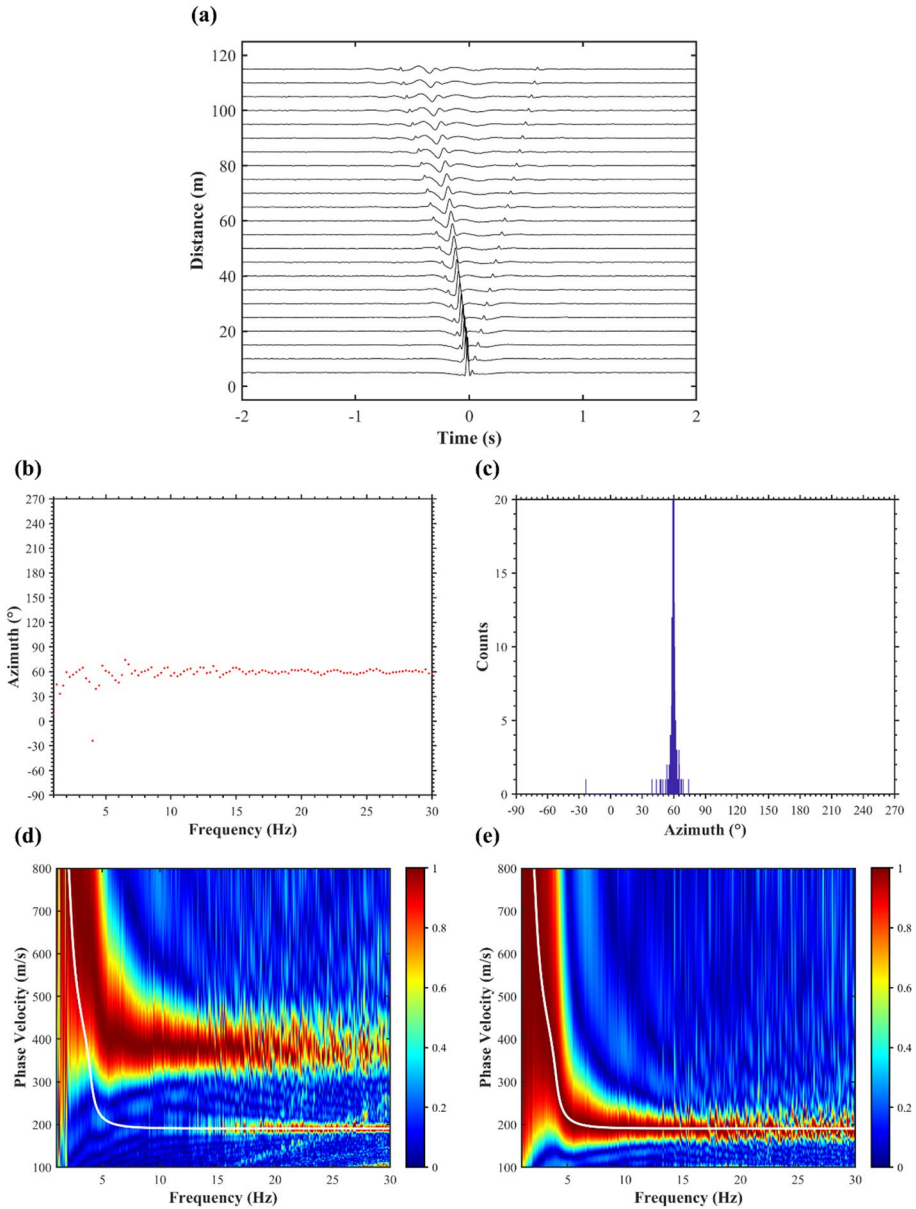 (a)
120
100
80
60
40
20
0
Distance (m)
-2 -1 0 1 2
Time (s)
(b)
270
240
210
180
150
120
90
60
30
0
-30
-60
-90
Azimuth (°)
5 10 15 20 25 30
Frequency (Hz)
(c)
20
15
10
5
0
Counts
-90 -60 -30 0 30 60 90 120 150 180 210 240 270
Azimuth (°)
(d)
800
700
600
500
400
300
200
100
Phase Velocity (m/s)
5 10 15 20 25 30
Frequency (Hz)
1
0.8
0.6
0.4
0.2
0
(e)
800
700
600
500
400
300
200
100
Phase Velocity (m/s)
5 10 15 20 25 30
Frequency (Hz)
1
0.8
0.6
0.4
0.2
0